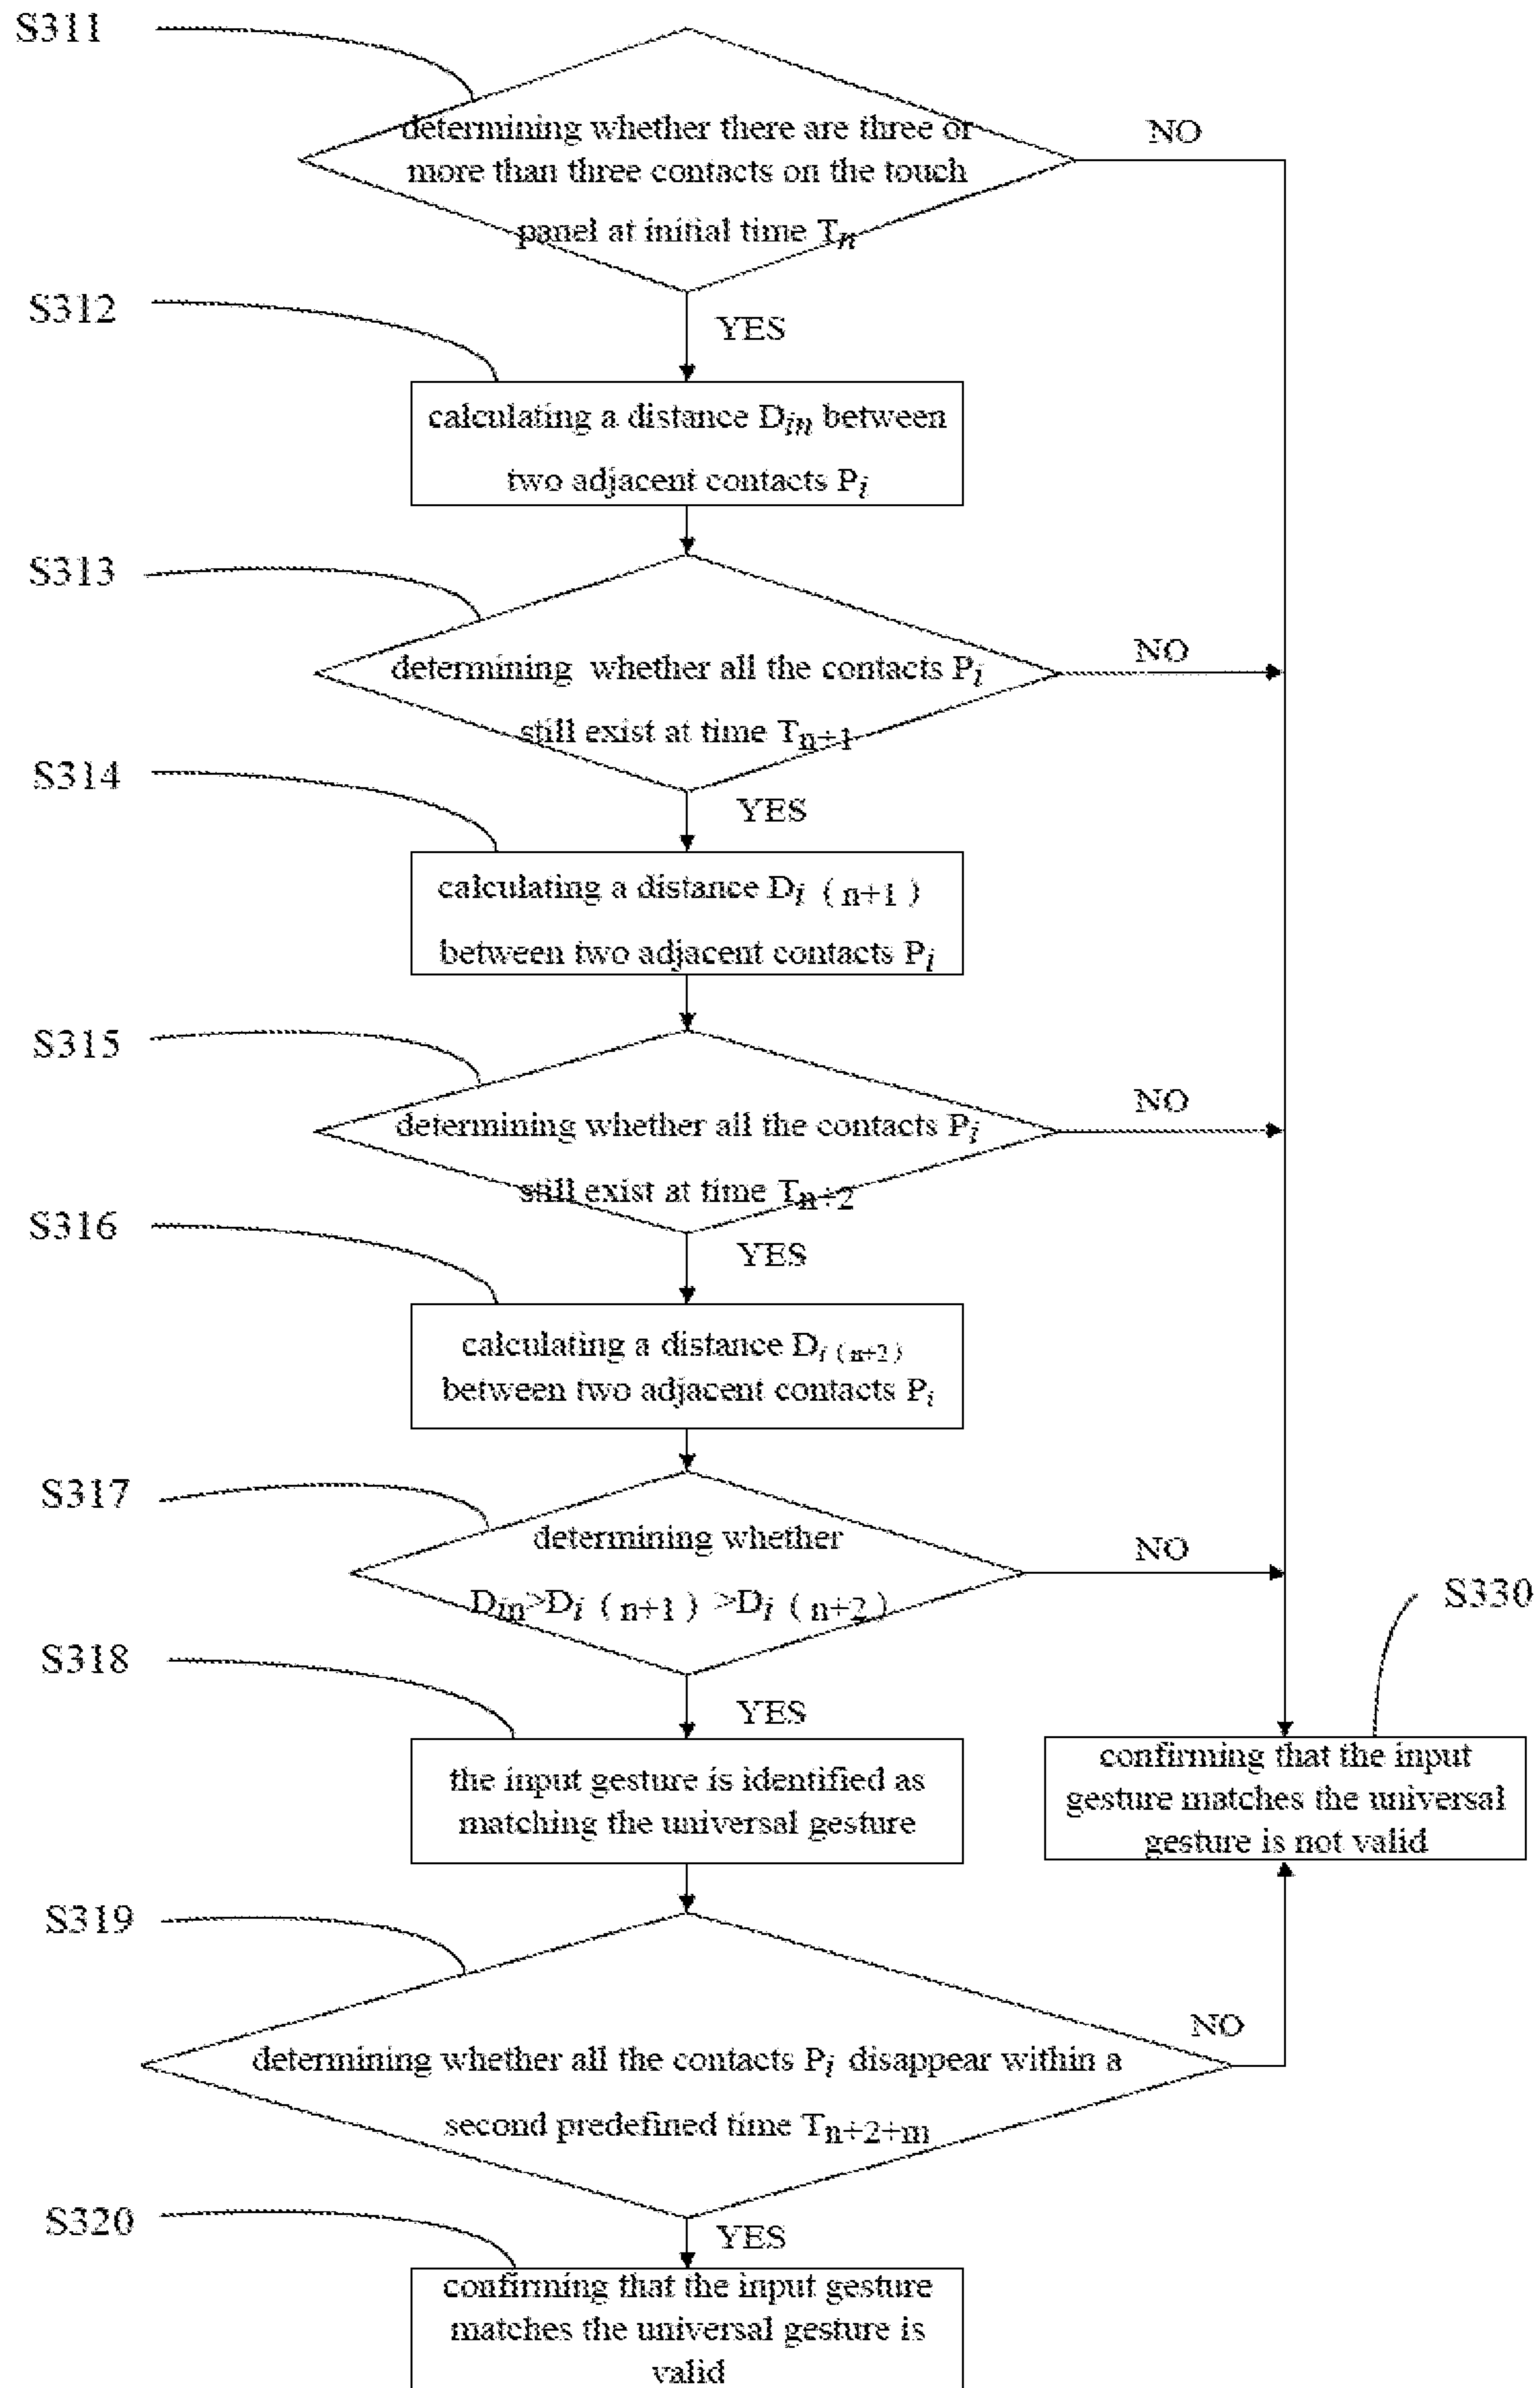 S311
determining whether there are three or
more than three contacts on the touch
panel at initial time Tn
NO
YES
S312
calculating a distance Din between
two adjacent contacts Pi
S313
determining whether all the contacts Pi
still exist at time Tn+1
NO
YES
S314
calculating a distance Di (n+1)
between two adjacent contacts Pi
S315
determining whether all the contacts Pi
still exist at time Tn+2
NO
YES
S316
calculating a distance Di (n+2)
between two adjacent contacts Pi
S317
determining whether
Din>Di (n+1) >Di (n+2)
NO
YES
S318
the input gesture is identified as
matching the universal gesture
S330
confirming that the input
gesture matches the universal
gesture is not valid
S319
determining whether all the contacts Pi disappear within a
second predefined time Tn+2+m
NO
YES
S320
confirming that the input gesture
matches the universal gesture is
valid